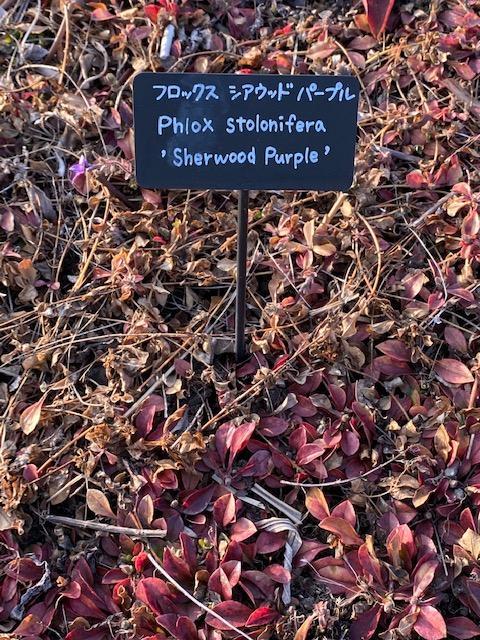 フロックス シアウッド パープル
Phlox stolonifera
'Sherwood Purple'